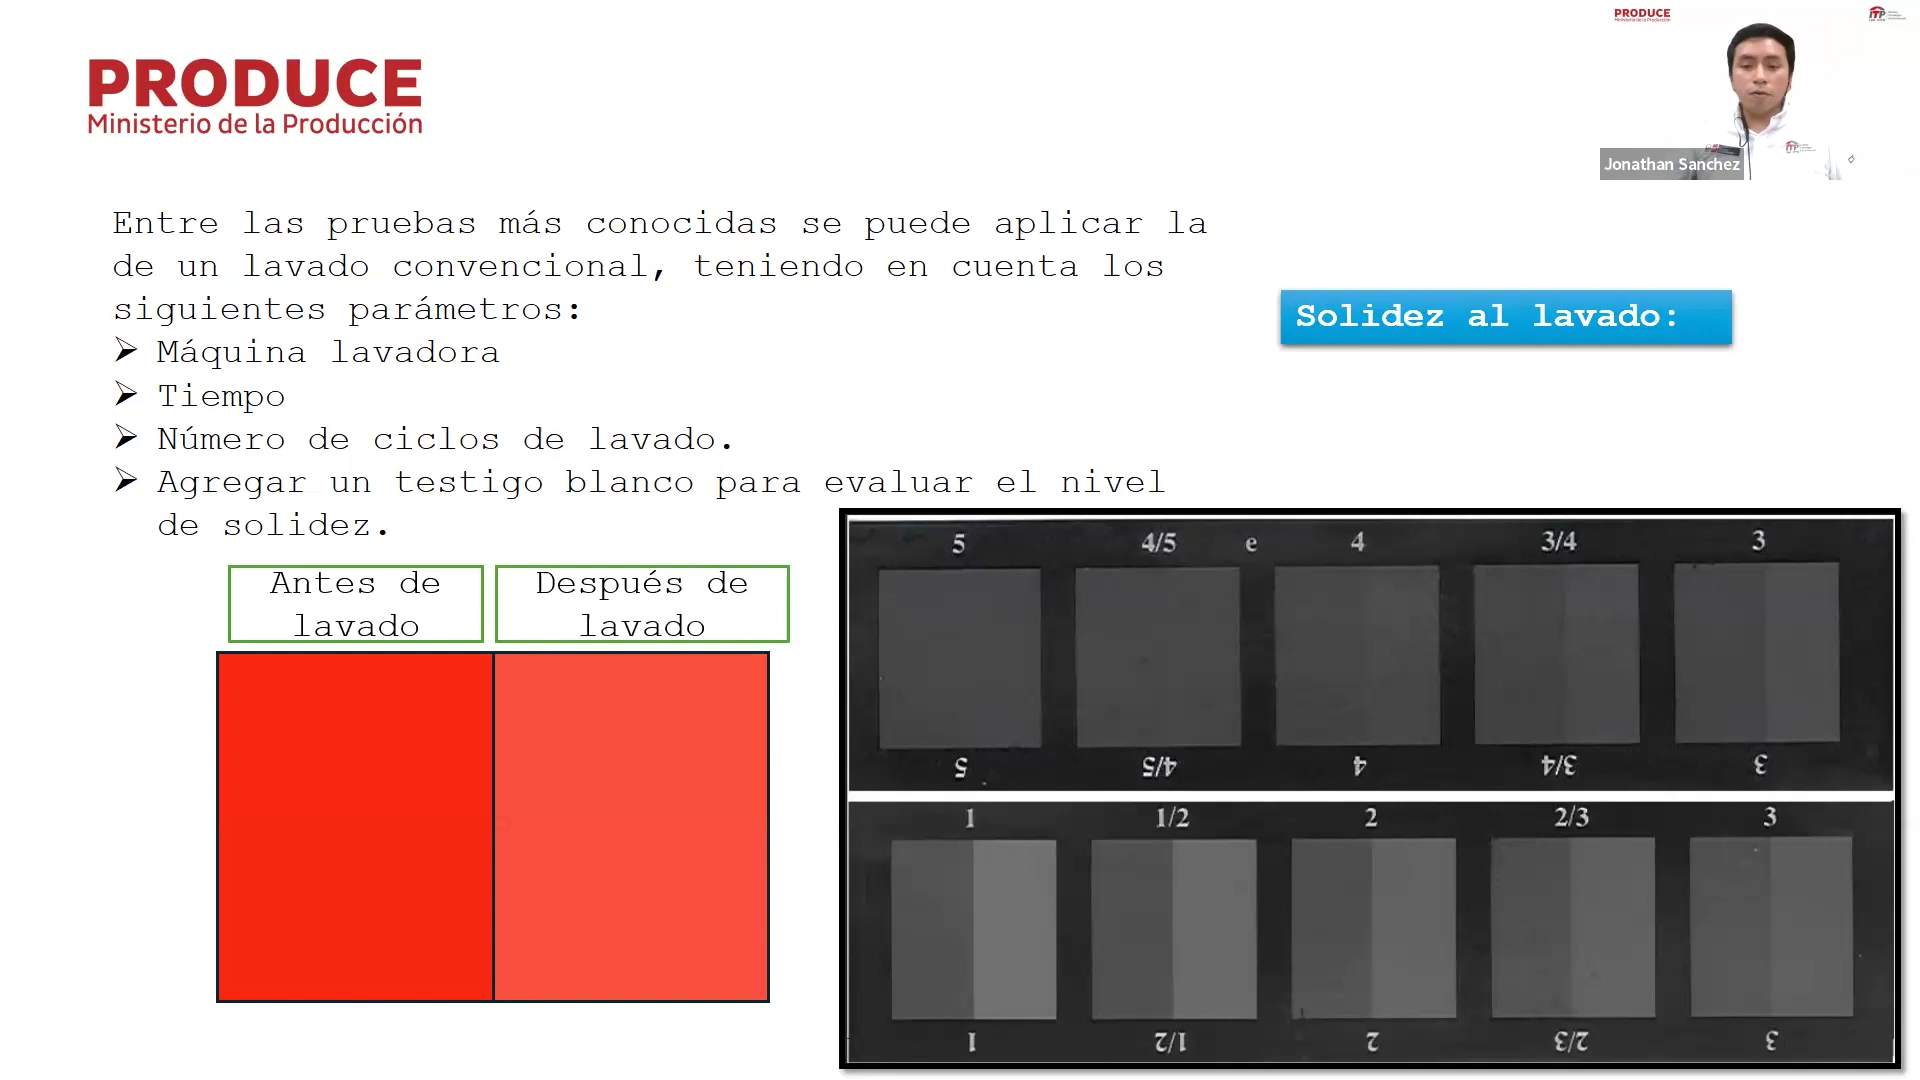 PRODUCE
Ministerio de la Producción
PRODUCE
ITP
Jonathan Sanchez
ITP
Entre las pruebas más conocidas se puede aplicar la
de un lavado convencional, teniendo en cuenta los
siguientes parámetros:
Máquina lavadora
Tiempo
Número de ciclos de lavado.
Agregar un testigo blanco para evaluar el nivel
de solidez.
Solidez al lavado:
Antes de
lavado
Después de
lavado
5 4/5 e 4 3/4 3
5 4/5 4 3/4 3
1 1/2 2 2/3 3
1 1/2 2 2/3 3